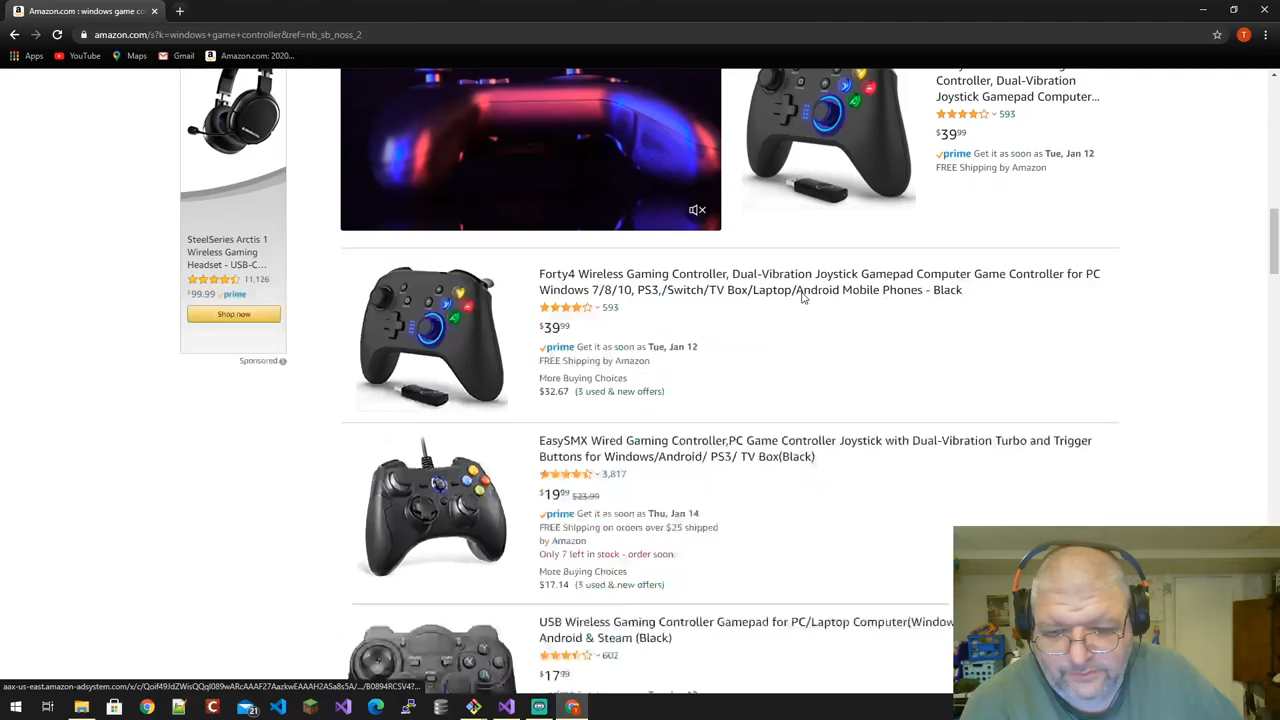 Amazon.com : windows game co
amazon.com/s?k=windows+game+controller&ref=nb_sb_noss_2
T
Apps
YouTube
Maps
Gmail
Amazon.com: 2020...
Controller, Dual-Vibration
Joystick Gamepad Computer...
593
$39.99
prime Get it as soon as Tue, Jan 12
FREE Shipping by Amazon
SteelSeries Arctis 1
Wireless Gaming
Headset - USB-C...
11,126
$99.99 prime
Shop now
Sponsored
Forty4 Wireless Gaming Controller, Dual-Vibration Joystick Gamepad Computer Game Controller for PC
Windows 7/8/10, PS3,/Switch/TV Box/Laptop/Android Mobile Phones - Black
593
$39.99
prime Get it as soon as Tue, Jan 12
FREE Shipping by Amazon
More Buying Choices
$32.67 (3 used & new offers)
EasySMX Wired Gaming Controller,PC Game Controller Joystick with Dual-Vibration Turbo and Trigger
Buttons for Windows/Android/ PS3/ TV Box(Black)
3,817
$19.99 $23.99
prime Get it as soon as Thu, Jan 14
FREE Shipping on orders over $25 shipped
by Amazon
Only 7 left in stock - order soon.
More Buying Choices
$17.14 (3 used & new offers)
USB Wireless Gaming Controller Gamepad for PC/Laptop Computer(Window
Android & Steam (Black)
602
$17.99
21